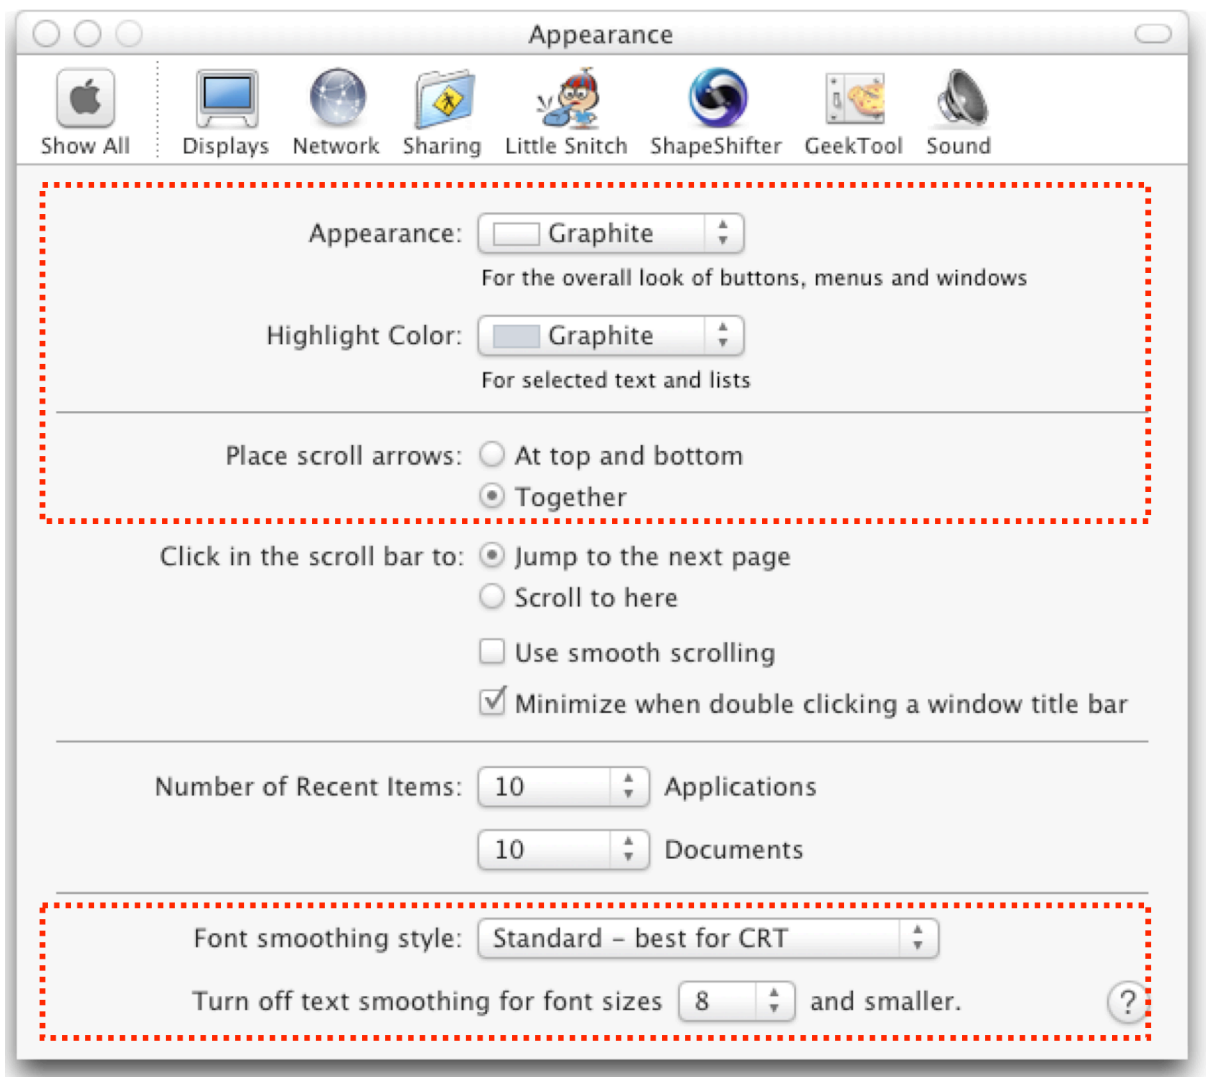 Appearance
Show All Displays Network Sharing Little Snitch ShapeShifter GeekTool Sound
Appearance: Graphite
For the overall look of buttons, menus and windows
Highlight Color: Graphite
For selected text and lists
Place scroll arrows: At top and bottom
Together
Click in the scroll bar to: Jump to the next page
Scroll to here
Use smooth scrolling
Minimize when double clicking a window title bar
Number of Recent Items: 10 Applications
10 Documents
Font smoothing style: Standard – best for CRT
Turn off text smoothing for font sizes 8 and smaller. ?